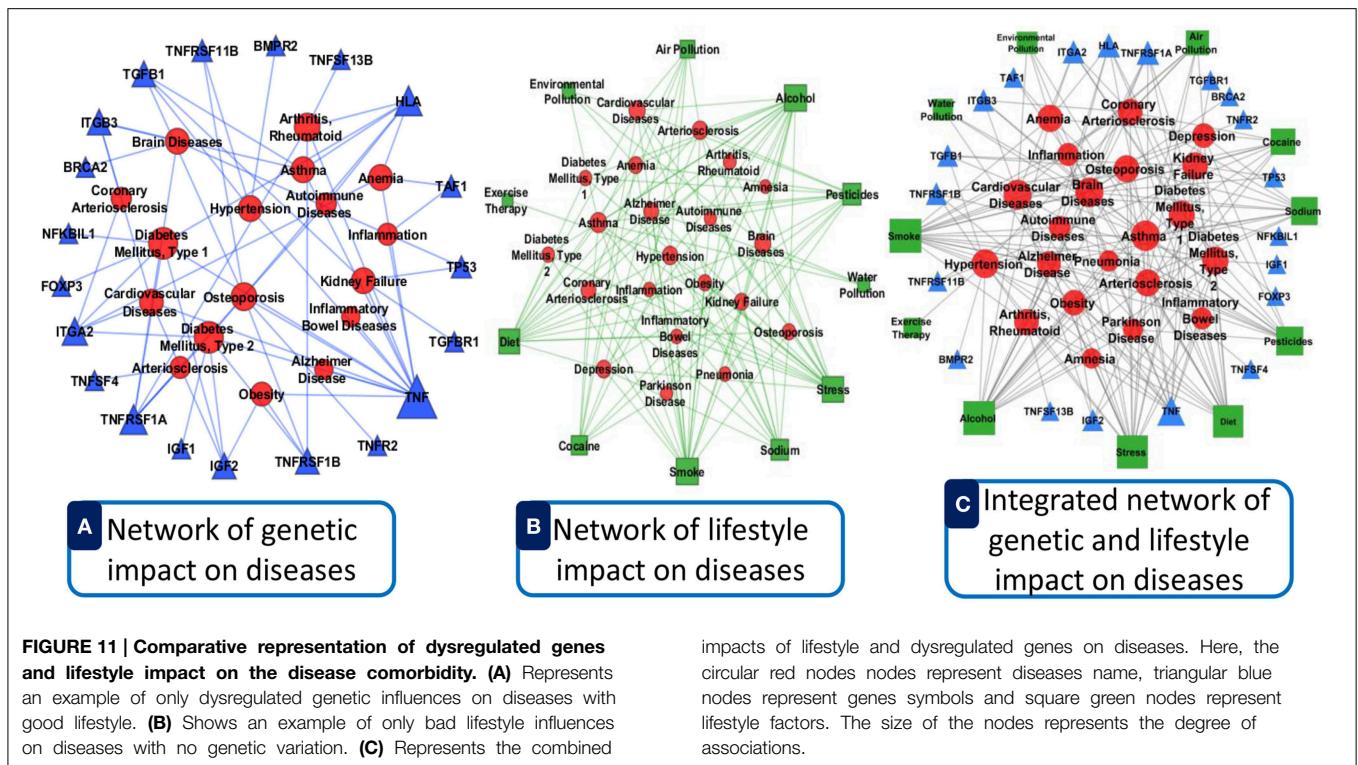 TNFRSF11B
BMPR2
TNFSF13B
TGFB1
HLA
ITGB3
Brain Diseases
Arthritis,
Rheumatoid
Asthma
BRCA2
Anemia
TAF1
Coronary
Arteriosclerosis
Hypertension
Autoimmune
Diseases
NFKBIL1
Diabetes
Mellitus, Type 1
Inflammation
TP53
FOXP3
Cardiovascular
Diseases
Osteoporosis
Kidney Failure
ITGA2
Diabetes
Mellitus, Type 2
Inflammatory
Bowel Diseases
TGFBR1
TNFSF4
Arteriosclerosis
Alzheimer
Disease
TNF
Obesity
TNFRSF1A
IGF1
IGF2
TNFRSF1B
TNFR2
A
Network of genetic
impact on diseases
Air Pollution
Environmental
Pollution
Cardiovascular
Diseases
Alcohol
Arteriosclerosis
Diabetes
Mellitus, Type
1
Anemia
Arthritis,
Rheumatoid
Amnesia
Pesticides
Exercise
Therapy
Asthma
Alzheimer
Disease
Autoimmune
Diseases
Diabetes
Mellitus, Type
2
Hypertension
Brain
Diseases
Coronary
Arteriosclerosis
Inflammation
Obesity
Kidney Failure
Water
Pollution
Inflammatory
Bowel
Diseases
Osteoporosis
Diet
Depression
Parkinson
Disease
Pneumonia
Stress
Cocaine
Smoke
Sodium
B
Network of lifestyle
impact on diseases
Environmental
Pollution
ITGA2
HLA
TNFRSF1A
Air
Pollution
TAF1
TGFBR1
ITGB3
BRCA2
Water
Pollution
Anemia
Coronary
Arteriosclerosis
TNFR2
Depression
Cocaine
TGFB1
Inflammation
Osteoporosis
Kidney
Failure
TP53
TNFRSF1B
Cardiovascular
Diseases
Brain
Diseases
Diabetes
Mellitus,
Type
1
Sodium
Smoke
Autoimmune
Diseases
Asthma
Diabetes
Mellitus,
Type
2
NFKBIL1
Hypertension
Alzheimer
Disease
Pneumonia
IGF1
TNFRSF11B
Arteriosclerosis
FOXP3
Obesity
Inflammatory
Bowel
Diseases
Exercise
Therapy
Arthritis,
Rheumatoid
Parkinson
Disease
Pesticides
BMPR2
Amnesia
TNFSF4
Alcohol
TNFSF13B
IGF2
TNF
Diet
Stress
C
Integrated network of
genetic and lifestyle
impact on diseases
FIGURE 11 | Comparative representation of dysregulated genes
and lifestyle impact on the disease comorbidity. (A) Represents
an example of only dysregulated genetic influences on diseases with
good lifestyle. (B) Shows an example of only bad lifestyle influences
on diseases with no genetic variation. (C) Represents the combined
impacts of lifestyle and dysregulated genes on diseases. Here, the
circular red nodes nodes represent diseases name, triangular blue
nodes represent genes symbols and square green nodes represent
lifestyle factors. The size of the nodes represents the degree of
associations.